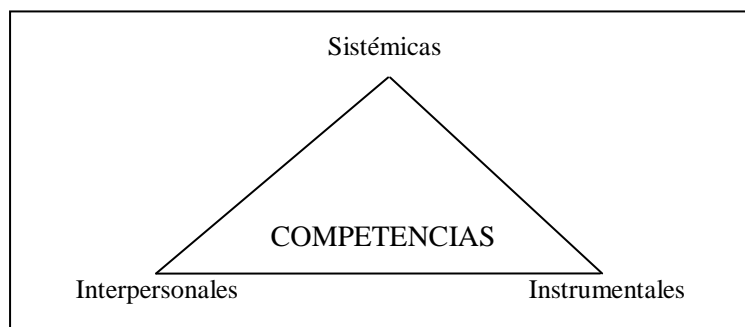 Sistémicas
COMPETENCIAS
Interpersonales
Instrumentales